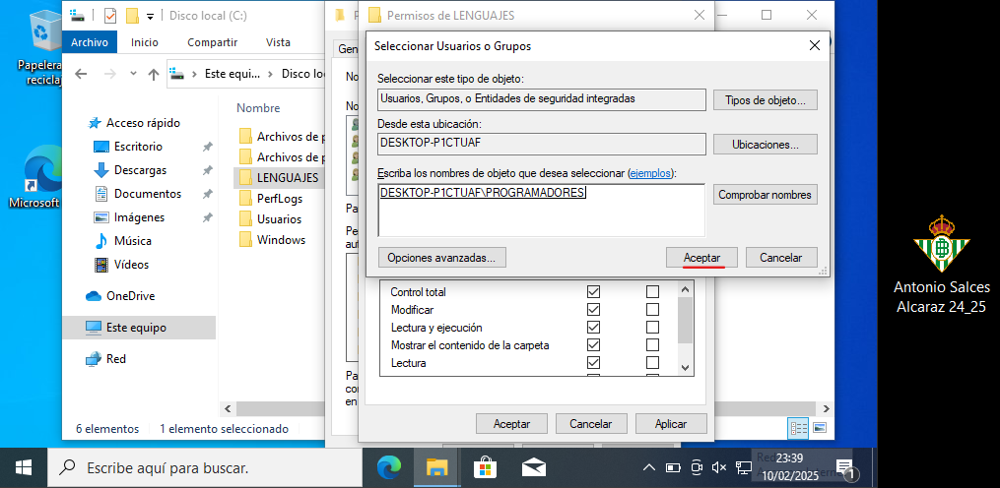 Papelera
reciclaj
Microsoft
Disco local (C:)
Archivo
Inicio
Compartir
Vista
Este equi...
Disco lo
Acceso rápido
Escritorio
Descargas
Documentos
Imágenes
Música
Vídeos
OneDrive
Este equipo
Red
Nombre
Archivos de p
Archivos de p
LENGUAJES
PerfLogs
Usuarios
Windows
6 elementos
1 elemento seleccionado
P
Gen
No
No
Pa
Pe
au
Pa
co
en
Permisos de LENGUAJES
Seleccionar Usuarios o Grupos
Seleccionar este tipo de objeto:
Usuarios, Grupos, o Entidades de seguridad integradas
Tipos de objeto...
Desde esta ubicación:
DESKTOP-P1CTUAF
Ubicaciones...
Escriba los nombres de objeto que desea seleccionar (ejemplos):
DESKTOP-P1CTUAF\PROGRAMADORES
Comprobar nombres
Opciones avanzadas...
Aceptar
Cancelar
Control total
Modificar
Lectura y ejecución
Mostrar el contenido de la carpeta
Lectura
Aceptar
Cancelar
Aplicar
Antonio Salces
Alcaraz 24_25
Escribe aquí para buscar.
23:39
10/02/2025
1